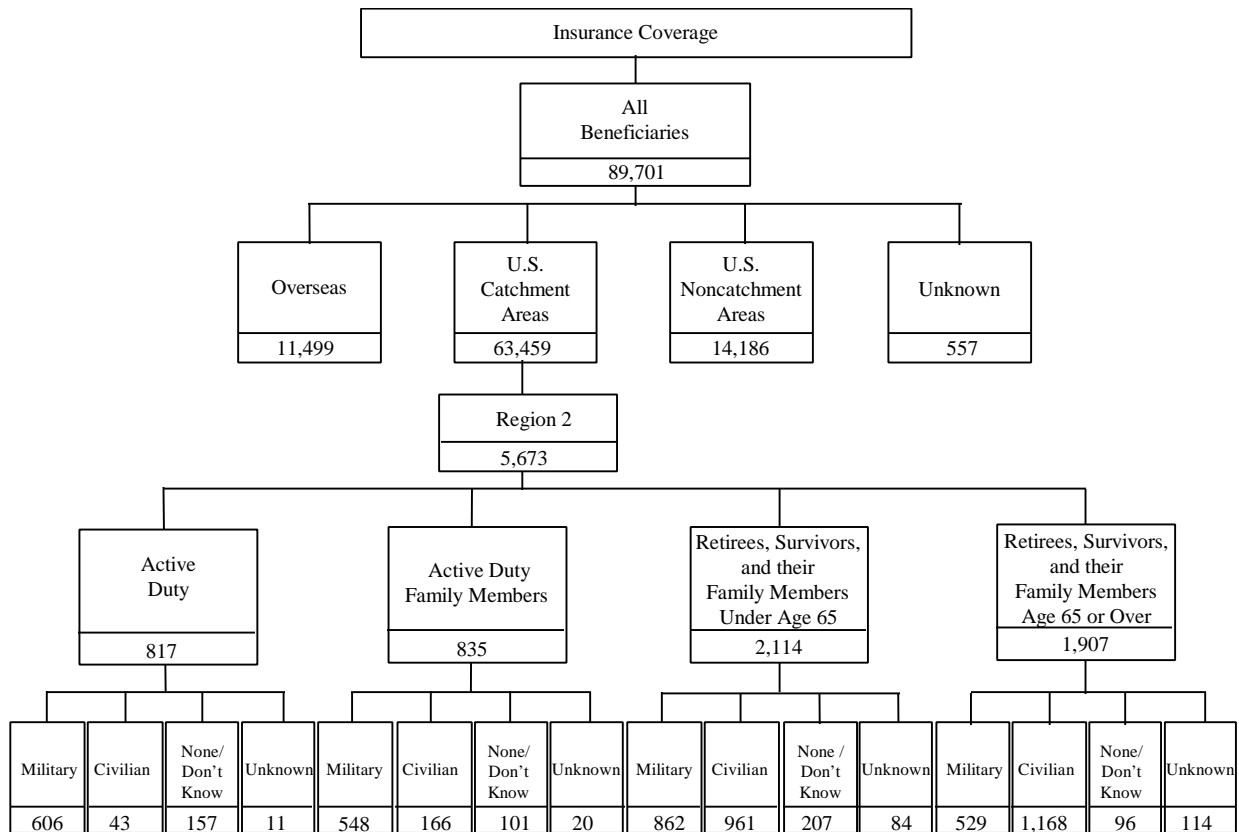 Insurance Coverage
All
Beneficiaries
89,701
Overseas
11,499
U.S.
Catchment
Areas
63,459
U.S.
Noncatchment
Areas
14,186
Unknown
557
Region 2
5,673
Active
Duty
817
Active Duty
Family Members
835
Retirees, Survivors,
and their
Family Members
Under Age 65
2,114
Retirees, Survivors,
and their
Family Members
Age 65 or Over
1,907
Military
606
Civilian
43
None/
Don't
Know
157
Unknown
11
Military
548
Civilian
166
None/
Don't
Know
101
Unknown
20
Military
862
Civilian
961
None /
Don't
Know
207
Unknown
84
Military
529
Civilian
1,168
None/
Don't
Know
96
Unknown
114